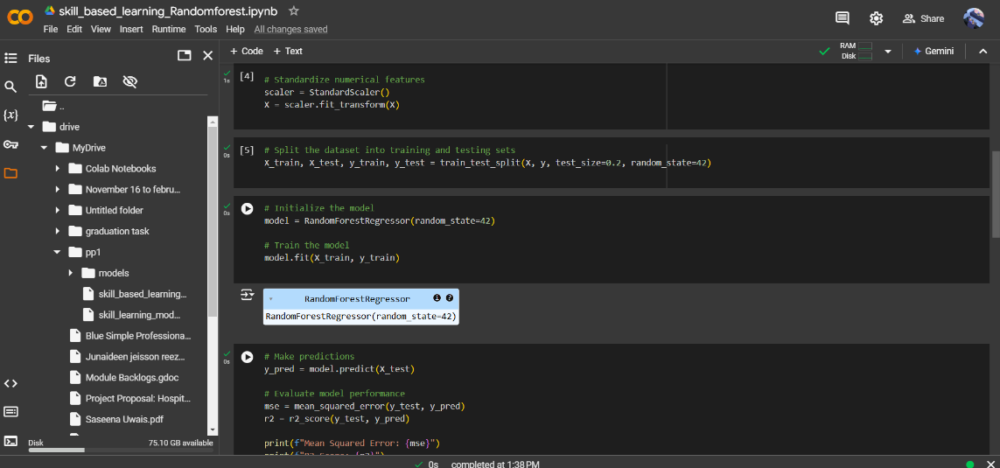 skill_based_learning_Randomforest.ipynb
File Edit View Insert Runtime Tools Help All changes saved
Share
Files
+ Code + Text
RAM
Disk
Gemini
..
drive
MyDrive
Colab Notebooks
November 16 to febru...
Untitled folder
graduation task
pp1
models
skill_based_learning...
skill_learning_mod...
Blue Simple Professiona...
Junaideen jeisson reez...
Module Backlogs.gdoc
Project Proposal: Hospit...
Saseena Uwais.pdf
Disk 75.10 GB available
1s
[4]
# Standardize numerical features
scaler = StandardScaler()
X = scaler.fit_transform(X)
0s
[5]
# Split the dataset into training and testing sets
X_train, X_test, y_train, y_test = train_test_split(X, y, test_size=0.2, random_state=42)
0s
# Initialize the model
model = RandomForestRegressor(random_state=42)
# Train the model
model.fit(X_train, y_train)
RandomForestRegressor
RandomForestRegressor(random_state=42)
0s
# Make predictions
y_pred = model.predict(X_test)
# Evaluate model performance
mse = mean_squared_error(y_test, y_pred)
r2 = r2_score(y_test, y_pred)
print(f"Mean Squared Error: {mse}")
print(f"R2 Score: {r2}")
0s completed at 1:38 PM